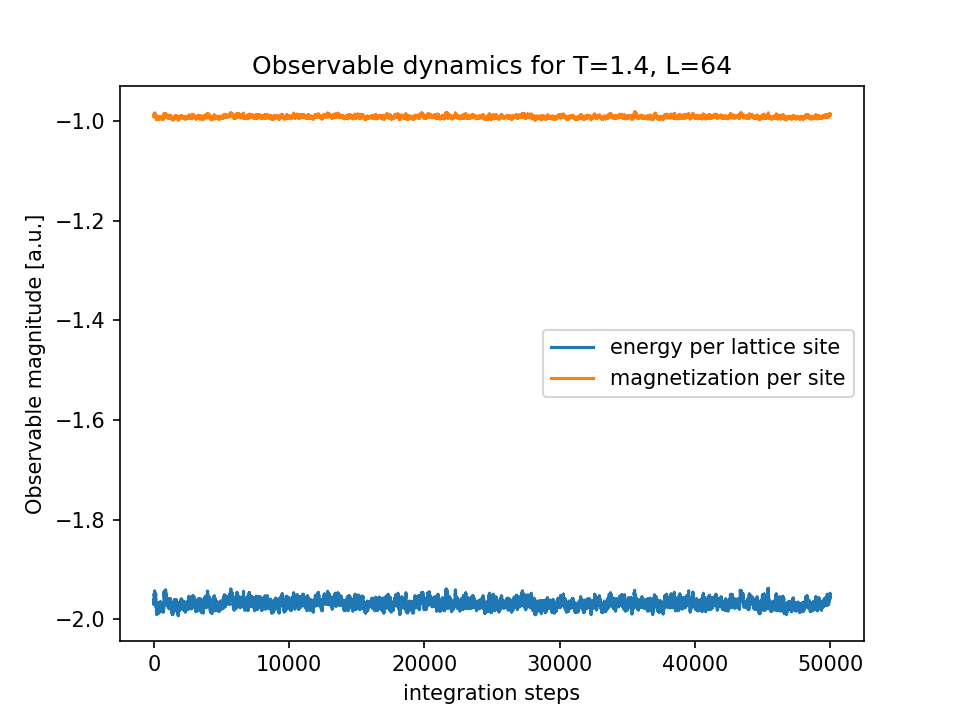 Observable dynamics for T=1.4, L=64
Observable magnitude [a.u.]
−1.0
−1.2
−1.4
−1.6
−1.8
−2.0
energy per lattice site
magnetization per site
0 10000 20000 30000 40000 50000
integration steps